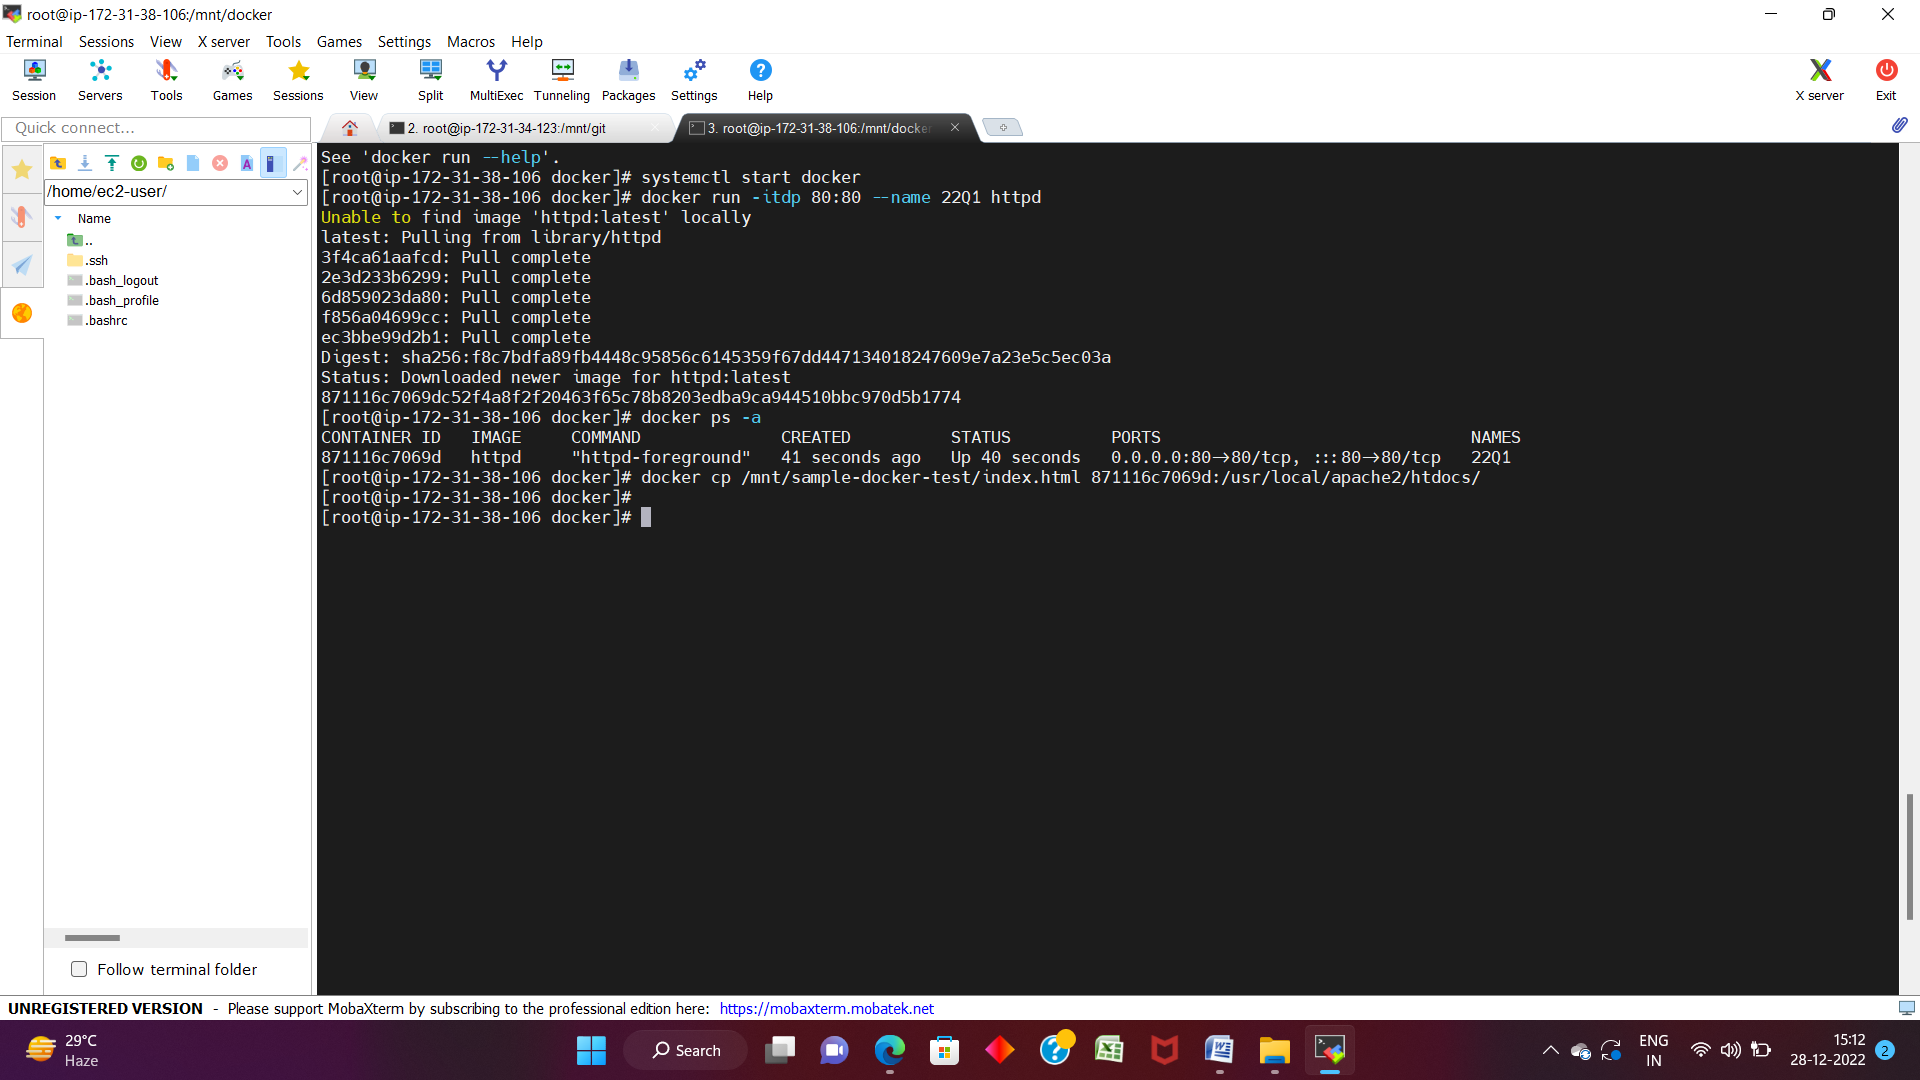 root@ip-172-31-38-106:/mnt/docker
Terminal Sessions View X server Tools Games Settings Macros Help
Session Servers Tools Games Sessions View Split MultiExec Tunneling Packages Settings Help X server Exit
Quick connect...
2. root@ip-172-31-34-123:/mnt/git
3. root@ip-172-31-38-106:/mnt/docker
/home/ec2-user/
Name
..
.ssh
.bash_logout
.bash_profile
.bashrc
Follow terminal folder
See 'docker run --help'.
[root@ip-172-31-38-106 docker]# systemctl start docker
[root@ip-172-31-38-106 docker]# docker run -itdp 80:80 --name 22Q1 httpd
Unable to find image 'httpd:latest' locally
latest: Pulling from library/httpd
3f4ca61aafcd: Pull complete
2e3d233b6299: Pull complete
6d859023da80: Pull complete
f856a04699cc: Pull complete
ec3bbe99d2b1: Pull complete
Digest: sha256:f8c7bdfa89fb4448c95856c6145359f67dd447134018247609e7a23e5c5ec03a
Status: Downloaded newer image for httpd:latest
871116c7069dc52f4a8f2f20463f65c78b8203edba9ca944510bbc970d5b1774
[root@ip-172-31-38-106 docker]# docker ps -a
CONTAINER ID IMAGE COMMAND CREATED STATUS PORTS NAMES
871116c7069d httpd "httpd-foreground" 41 seconds ago Up 40 seconds 0.0.0.0:80→80/tcp, :::80→80/tcp 22Q1
[root@ip-172-31-38-106 docker]# docker cp /mnt/sample-docker-test/index.html 871116c7069d:/usr/local/apache2/htdocs/
[root@ip-172-31-38-106 docker]#
[root@ip-172-31-38-106 docker]#
UNREGISTERED VERSION - Please support MobaXterm by subscribing to the professional edition here: https://mobaxterm.mobatek.net
29°C
Haze
Search
ENG
IN
15:12
28-12-2022
2